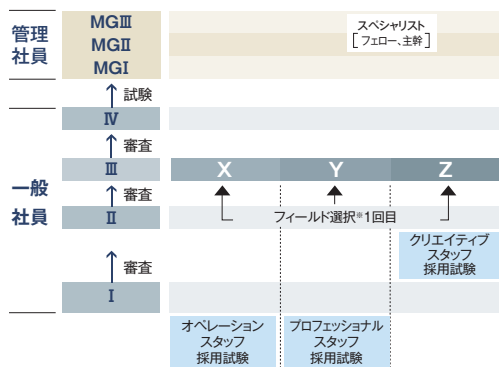 管理
社員
MGⅢ
MGⅡ
MGⅠ
スペシャリスト
[フェロー、主幹]
試験
Ⅳ
審査
一般
社員
Ⅲ
X
Y
Z
審査
Ⅱ
フィールド選択※1回目
クリエイティブ
スタッフ
採用試験
審査
Ⅰ
オペレーション
スタッフ
採用試験
プロフェッショナル
スタッフ
採用試験